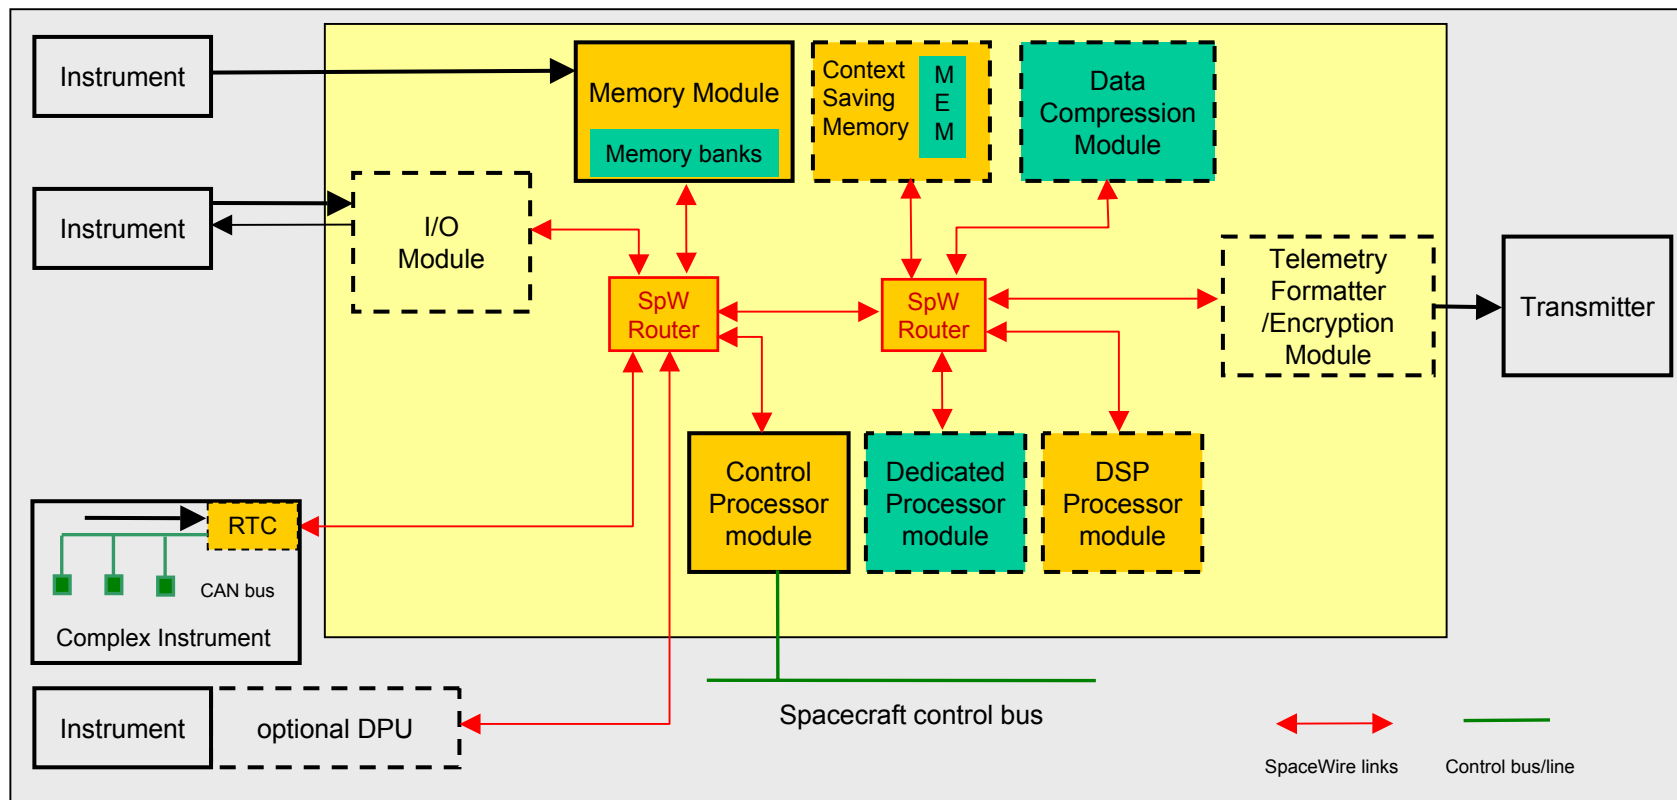 Instrument
Memory Module
Memory banks
Context
Saving
Memory
M
E
M
Data
Compression
Module
Instrument
I/O
Module
SpW
Router
SpW
Router
Telemetry
Formatter
/Encryption
Module
Transmitter
Control
Processor
module
Dedicated
Processor
module
DSP
Processor
module
RTC
CAN bus
Complex Instrument
Instrument
optional DPU
Spacecraft control bus
SpaceWire links
Control bus/line